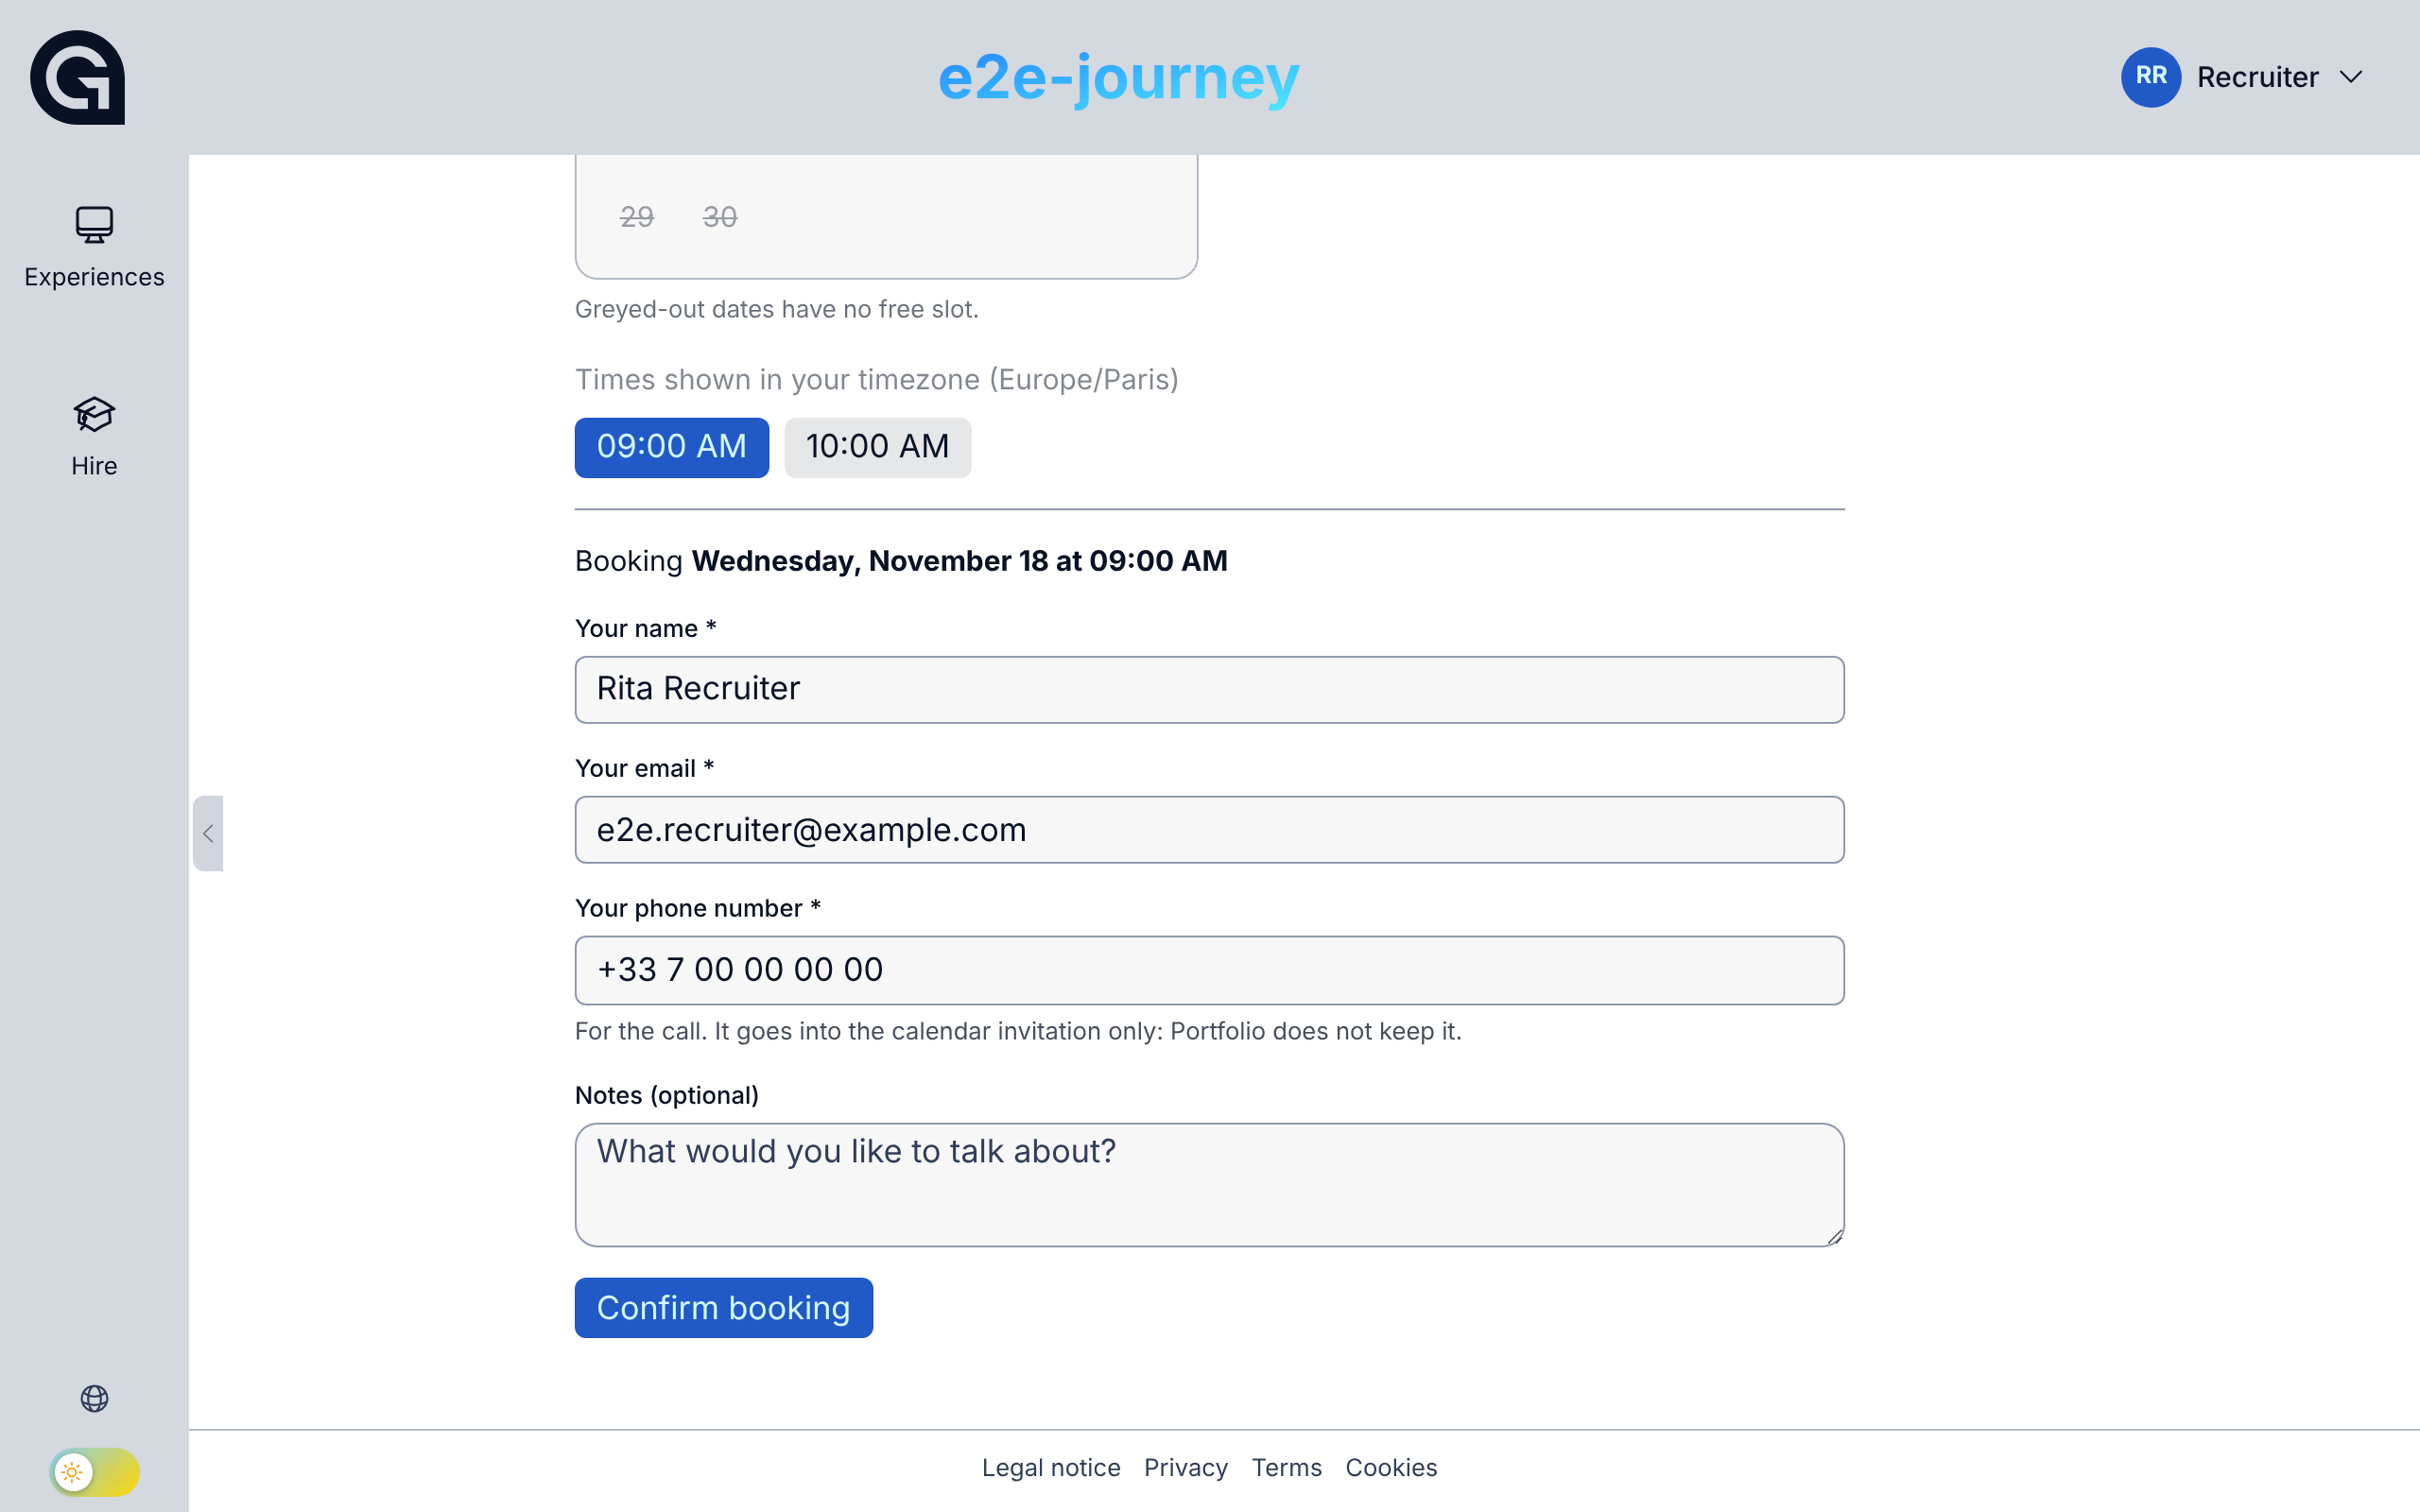 e2e-journey
RR Recruiter
Experiences
Hire
29 30
Greyed-out dates have no free slot.
Times shown in your timezone (Europe/Paris)
09:00 AM 10:00 AM
Booking Wednesday, November 18 at 09:00 AM
Your name *
Rita Recruiter
Your email *
e2e.recruiter@example.com
Your phone number *
+33 7 00 00 00 00
For the call. It goes into the calendar invitation only: Portfolio does not keep it.
Notes (optional)
What would you like to talk about?
Confirm booking
Legal notice Privacy Terms Cookies